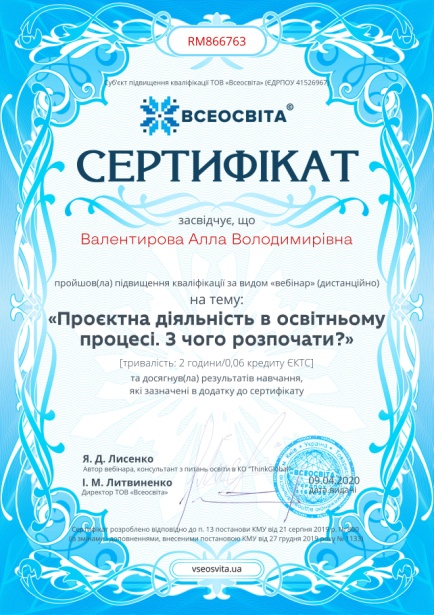 RM866763
Суб'єкт підвищення кваліфікації ТОВ «Всеосвіта» (ЄДРПОУ 41526967)
ВСЕОСВІТА©
СЕРТИФІКАТ
засвідчує, що
Валентирова Алла Володимирівна
пройшов(ла) підвищення кваліфікації за видом «вебінар» (дистанційно)
на тему:
«Проєктна діяльність в освітньому
процесі. З чого розпочати?»
[тривалість: 2 години/0,06 кредиту ЄКТС]
та досягнув(ла) результатів навчання,
які зазначені в додатку до сертифікату
Я. Д. Лисенко
Автор вебінара, консультант з питань освіти в КО "ThinkGlobal"
І. М. Литвиненко
Директор ТОВ «Всеосвіта»
ВСЕОСВІТА
09.04.2020
дата видачі
Сертифікат розроблено відповідно до п. 13 постанови КМУ від 21 серпня 2019 р. № 800
(зі змінами і доповненнями, внесеними постановою КМУ від 27 грудня 2019 року № 1133)
vseosvita.ua